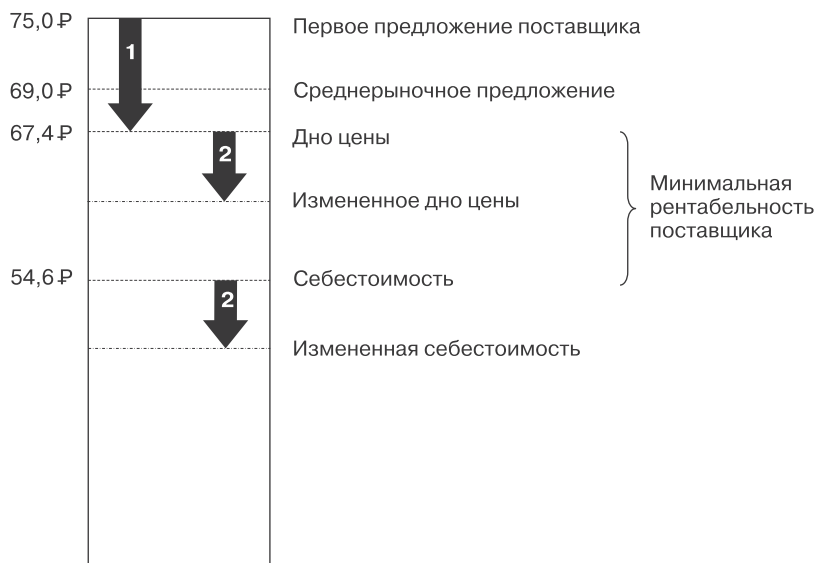 75,0 ₽ Первое предложение поставщика
1
69,0 ₽ Среднерыночное предложение
67,4 ₽ Дно цены
2
Минимальная
рентабельность
поставщика
Измененное дно цены
54,6 ₽ Себестоимость
2
Измененная себестоимость